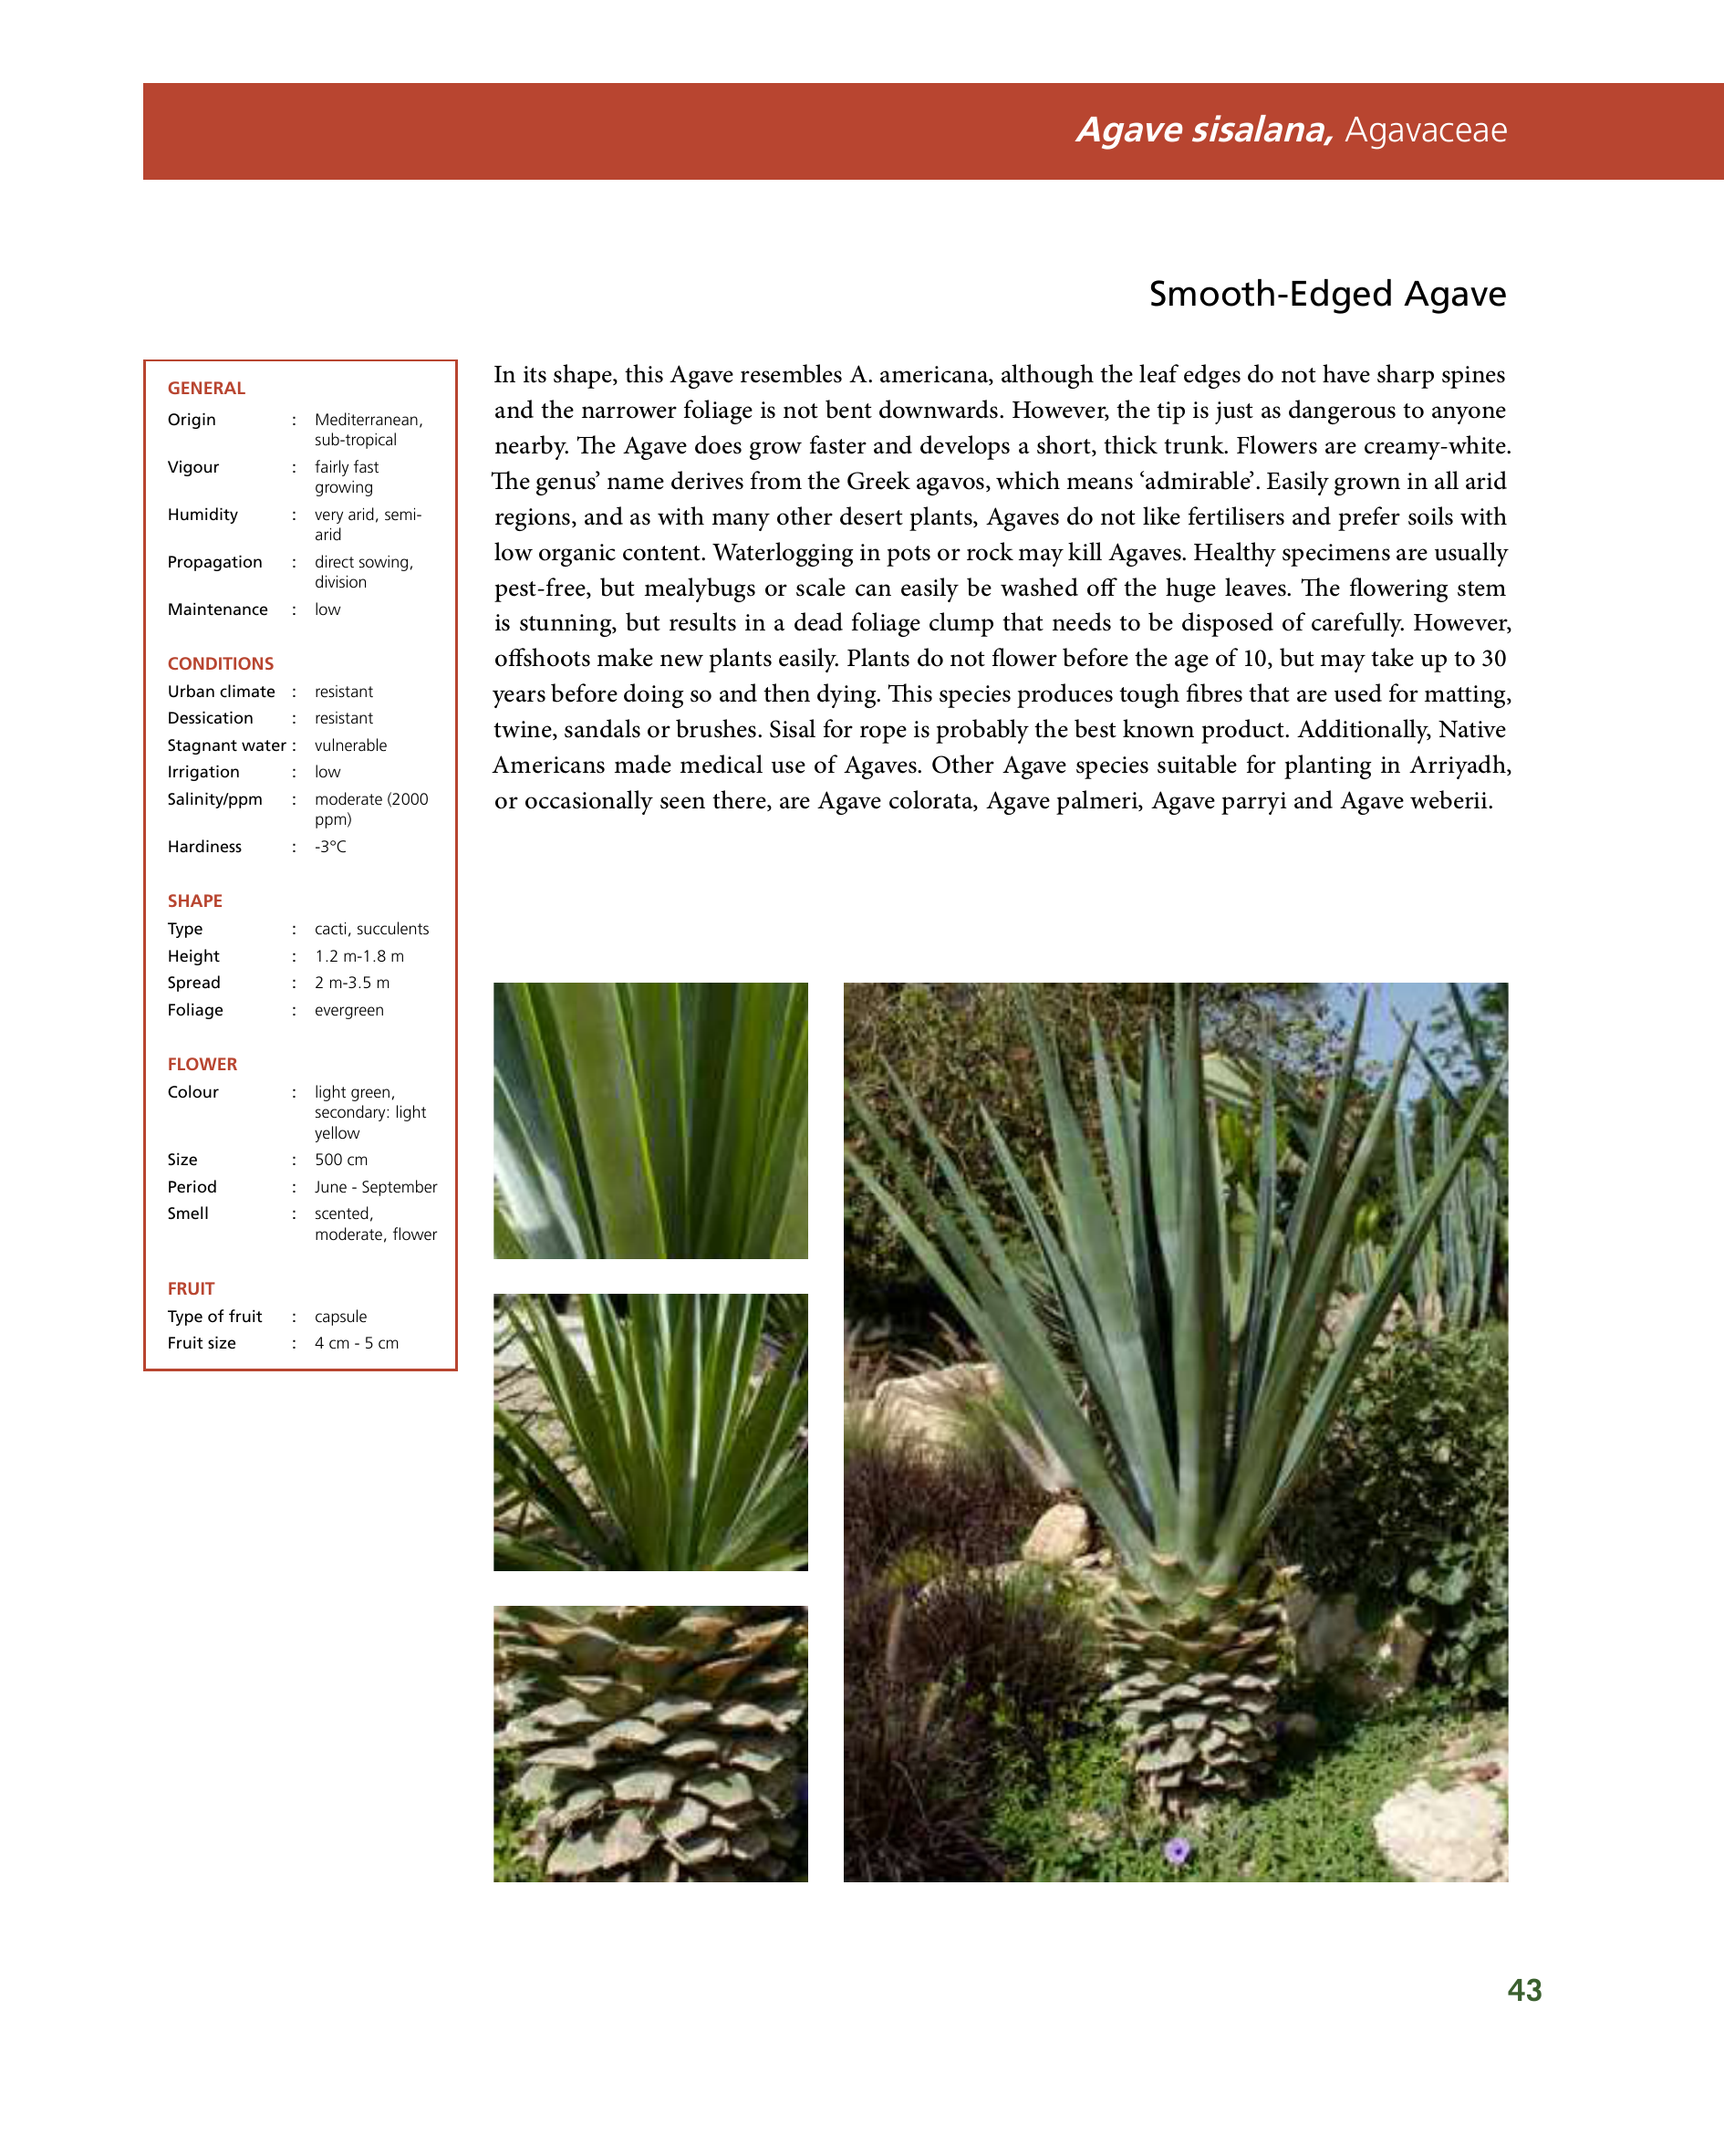 Agave sisalana, Agavaceae
Smooth-Edged Agave
GENERAL
Origin : Mediterranean,
sub-tropical
Vigour : fairly fast
growing
Humidity : very arid, semi-
arid
Propagation : direct sowing,
division
Maintenance : low
CONDITIONS
Urban climate : resistant
Dessication : resistant
Stagnant water : vulnerable
Irrigation : low
Salinity/ppm : moderate (2000
ppm)
Hardiness : -3°C
SHAPE
Type : cacti, succulents
Height : 1.2 m-1.8 m
Spread : 2 m-3.5 m
Foliage : evergreen
FLOWER
Colour : light green,
secondary: light
yellow
Size : 500 cm
Period : June - September
Smell : scented,
moderate, flower
FRUIT
Type of fruit : capsule
Fruit size : 4 cm - 5 cm
In its shape, this Agave resembles A. americana, although the leaf edges do not have sharp spines
and the narrower foliage is not bent downwards. However, the tip is just as dangerous to anyone
nearby. The Agave does grow faster and develops a short, thick trunk. Flowers are creamy-white.
The genus’ name derives from the Greek agavos, which means ‘admirable’. Easily grown in all arid
regions, and as with many other desert plants, Agaves do not like fertilisers and prefer soils with
low organic content. Waterlogging in pots or rock may kill Agaves. Healthy specimens are usually
pest-free, but mealybugs or scale can easily be washed off the huge leaves. The flowering stem
is stunning, but results in a dead foliage clump that needs to be disposed of carefully. However,
offshoots make new plants easily. Plants do not flower before the age of 10, but may take up to 30
years before doing so and then dying. This species produces tough fibres that are used for matting,
twine, sandals or brushes. Sisal for rope is probably the best known product. Additionally, Native
Americans made medical use of Agaves. Other Agave species suitable for planting in Arriyadh,
or occasionally seen there, are Agave colorata, Agave palmeri, Agave parryi and Agave weberii.
43